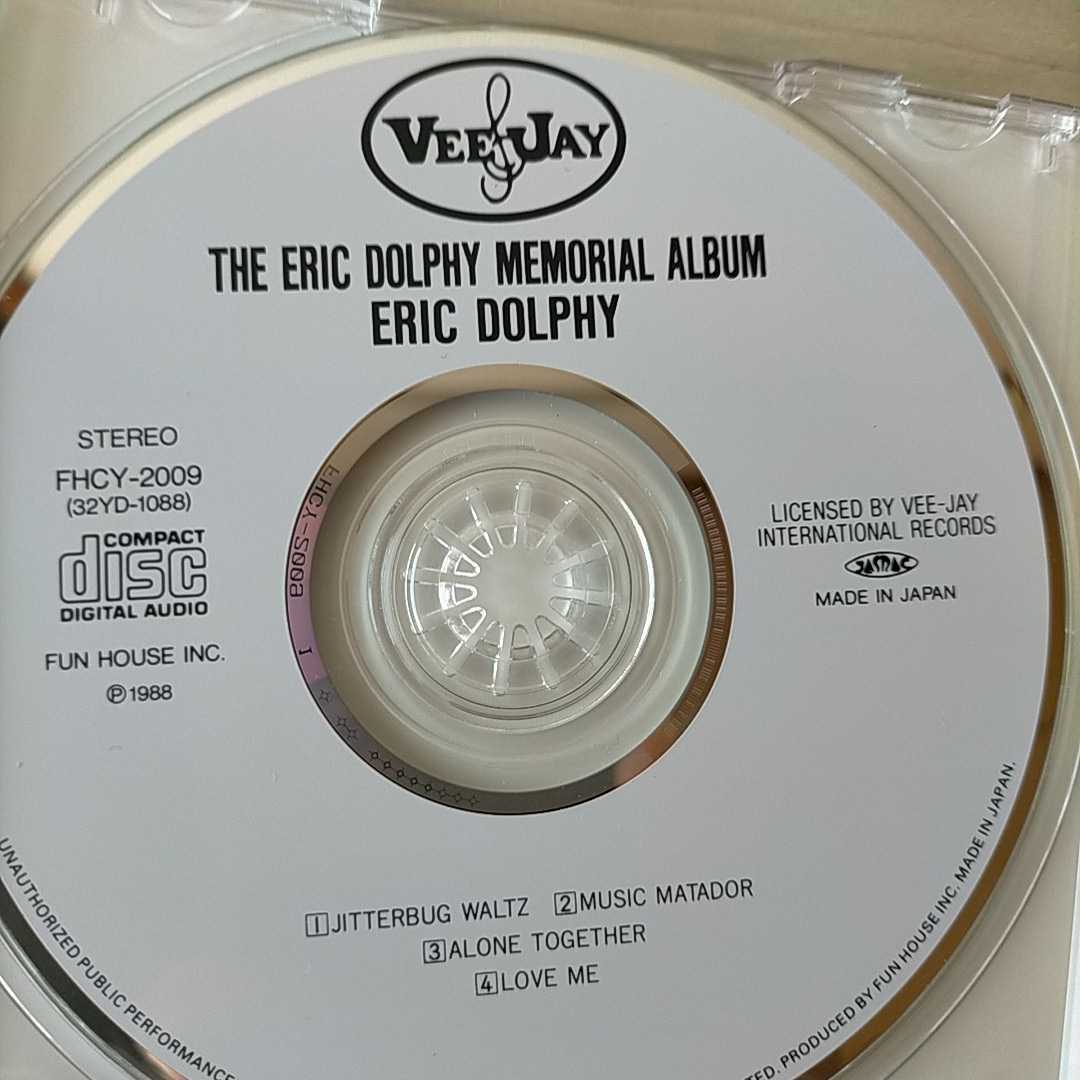 VEE JAY
THE ERIC DOLPHY MEMORIAL ALBUM
ERIC DOLPHY
STEREO
FHCY-2009
(32YD-1088)
COMPACT
disc
DIGITAL AUDIO
FUN HOUSE INC.
Ⓟ1988
FHCY-2009 1
LICENSED BY VEE-JAY
INTERNATIONAL RECORDS
JASRAC
MADE IN JAPAN
1 JITTERBUG WALTZ 2 MUSIC MATADOR
3 ALONE TOGETHER
4 LOVE ME
UNAUTHORIZED PUBLIC PERFORMANCE
PRODUCED BY FUN HOUSE INC. MADE IN JAPAN.